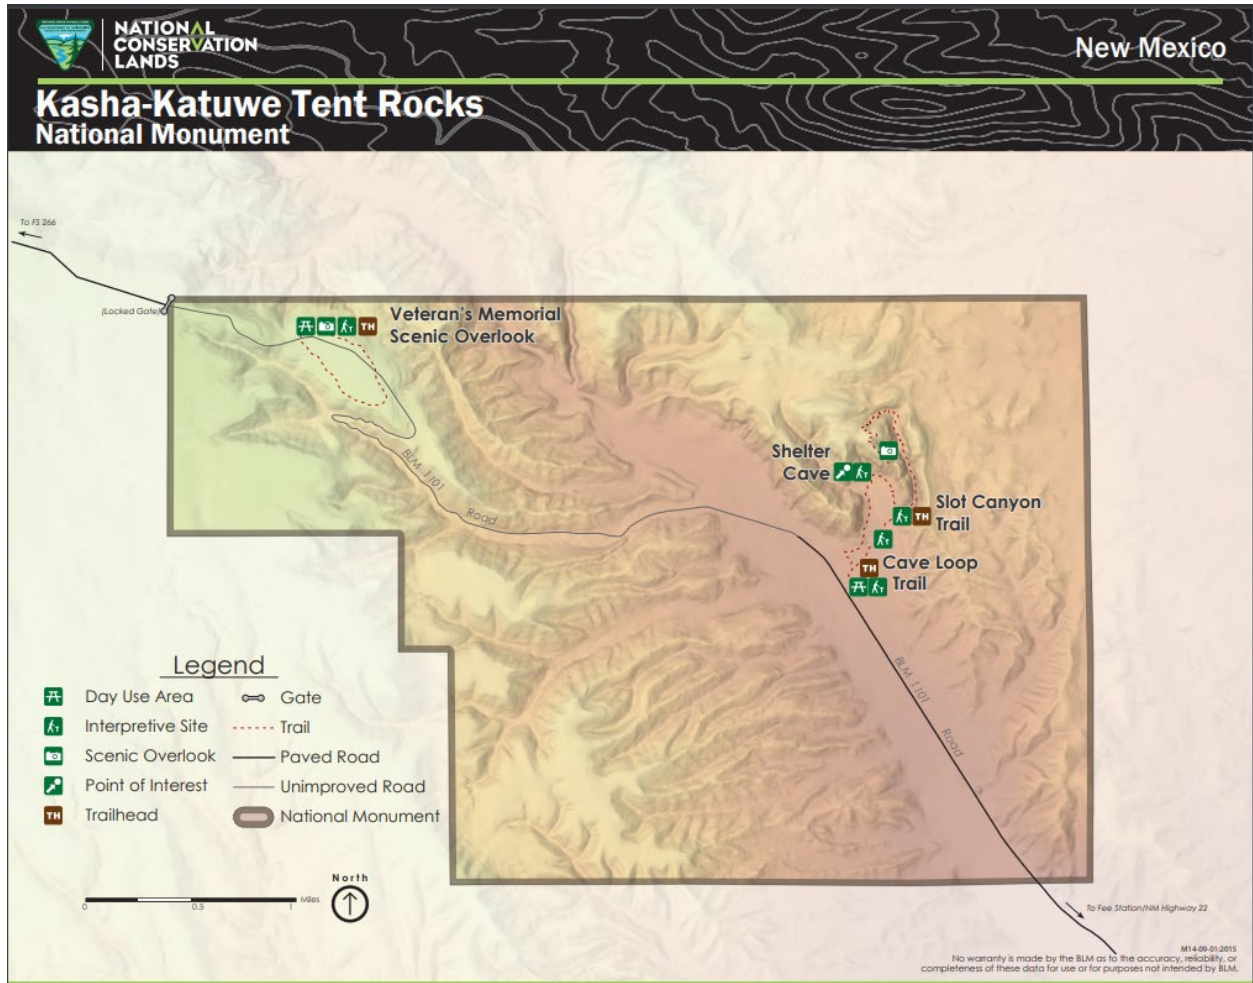 NATIONAL
CONSERVATION
LANDS
New Mexico
Kasha-Katuwe Tent Rocks
National Monument
To FS 266
(Locked Gate)
TH
Veteran's Memorial
Scenic Overlook
BLM 1101
Road
Shelter
Cave
Slot Canyon
TH
Trail
TH
Cave Loop
Trail
BLM 1101
Road
Legend
Day Use Area
Gate
Interpretive Site
Trail
Scenic Overlook
Paved Road
Point of Interest
Unimproved Road
TH
Trailhead
National Monument
North
Miles
0
0.5
1
To Fee Station/NM Highway 22
M14-09-01:2015
No warranty is made by the BLM as to the accuracy, reliability, or
completeness of these data for use or for purposes not intended by BLM.